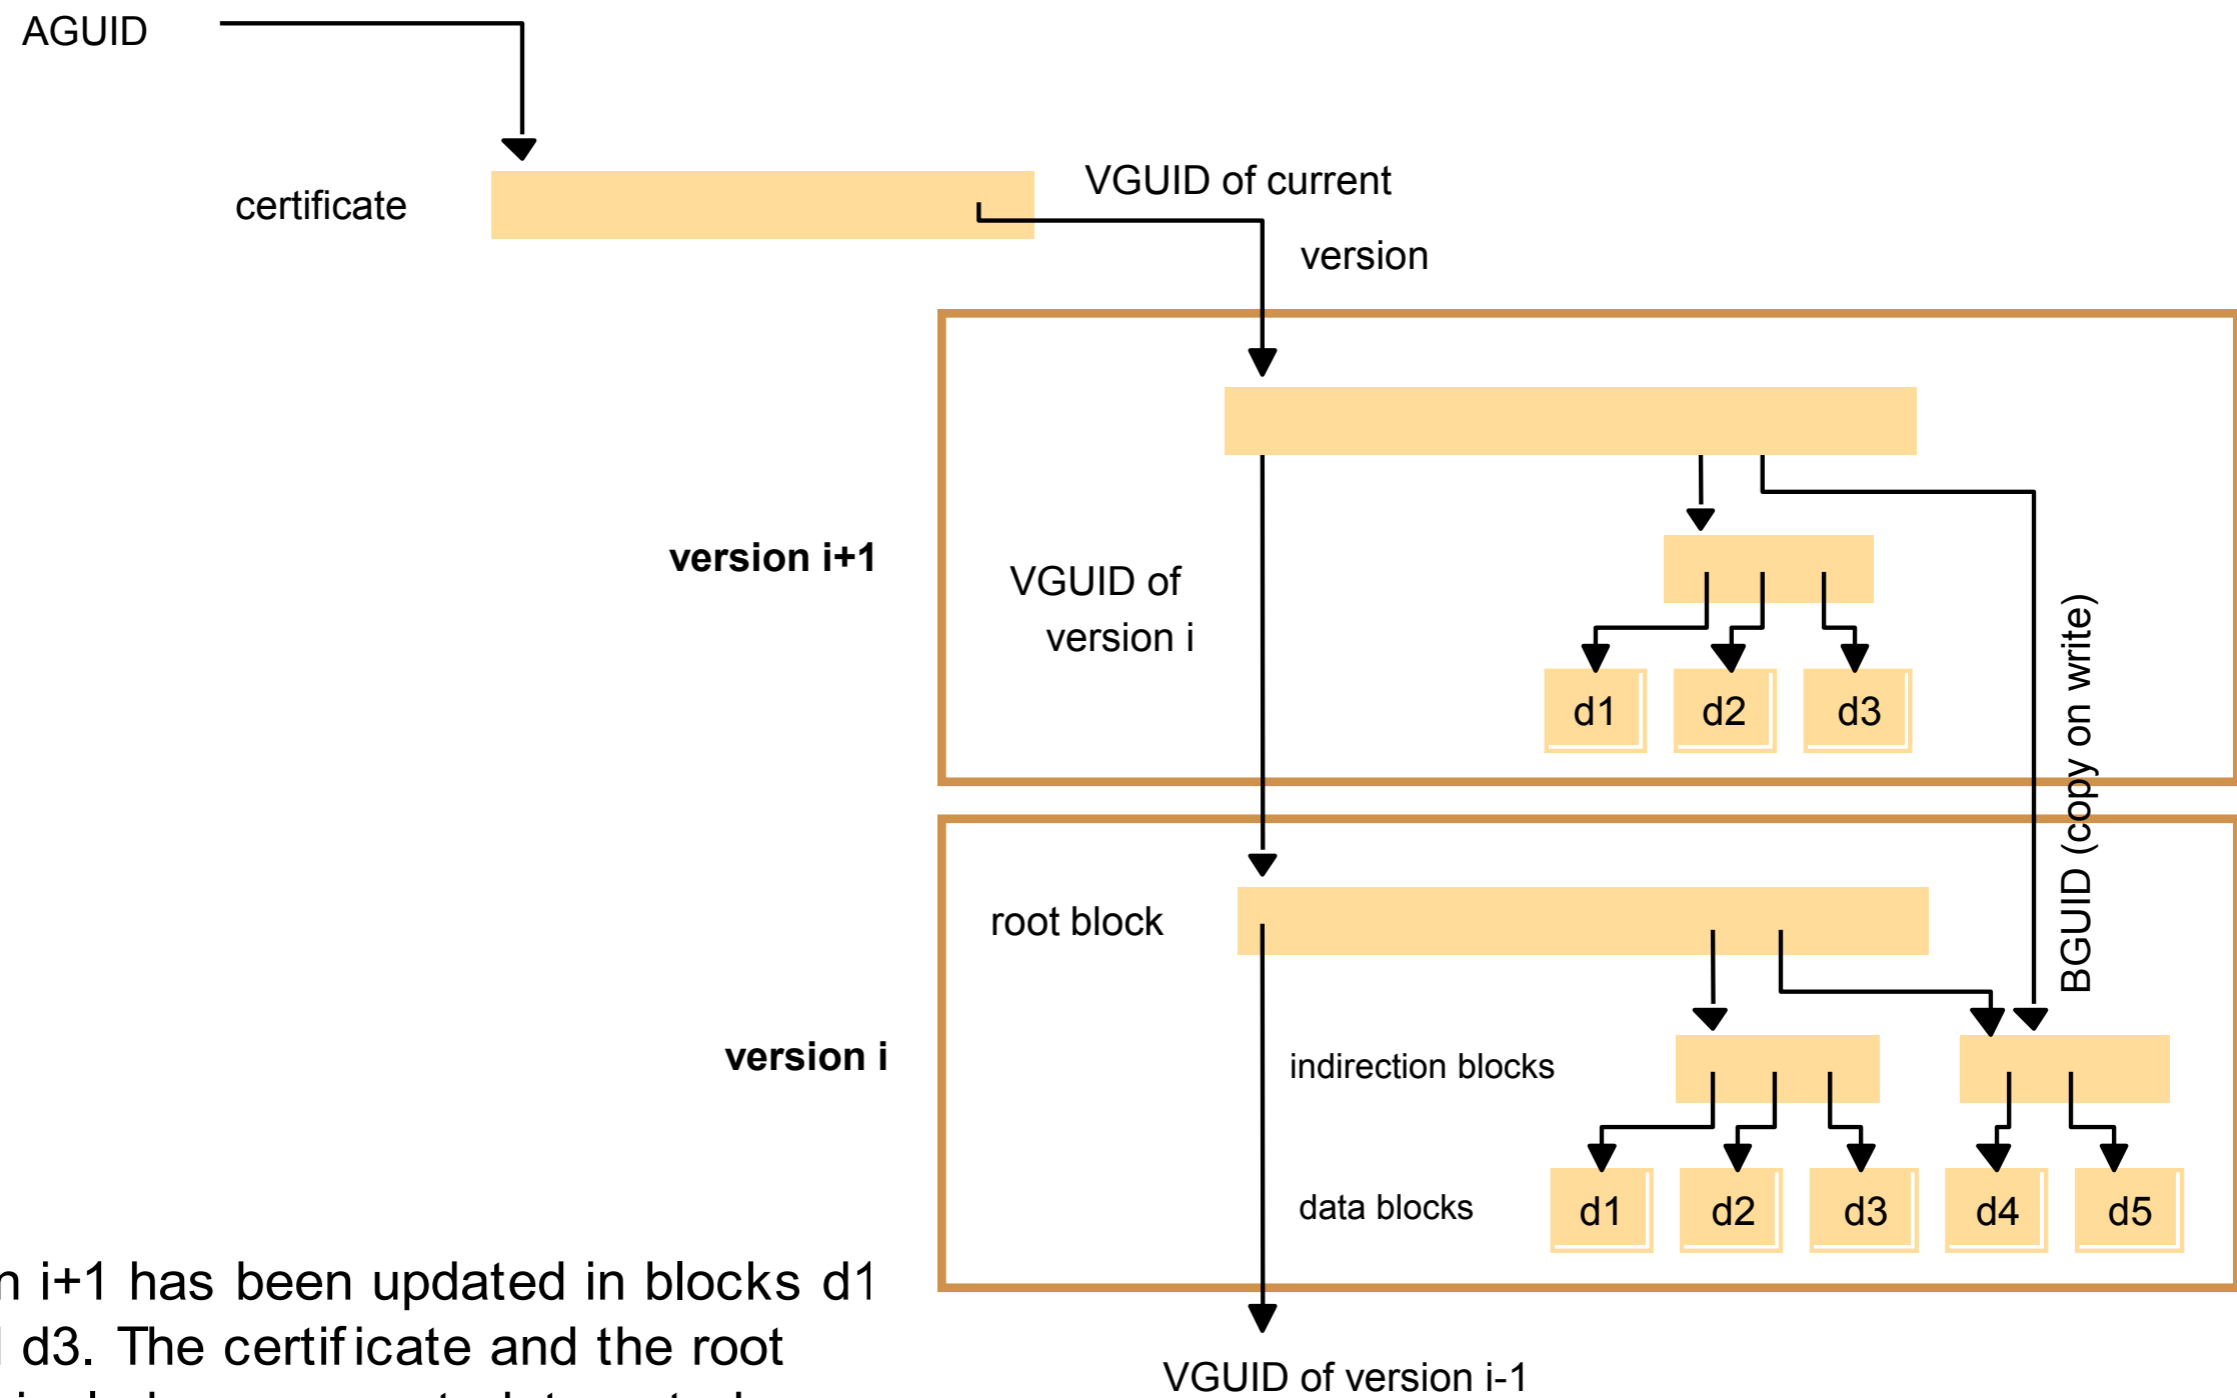 AGUID
VGUID of current
version
certificate
version i+1
VGUID of
version i
d1 d2 d3
BGUID (copy on write)
root block
version i
indirection blocks
data blocks
d1 d2 d3 d4 d5
i+1 has been updated in blocks d1
d3. The certificate and the root
VGUID of version i-1